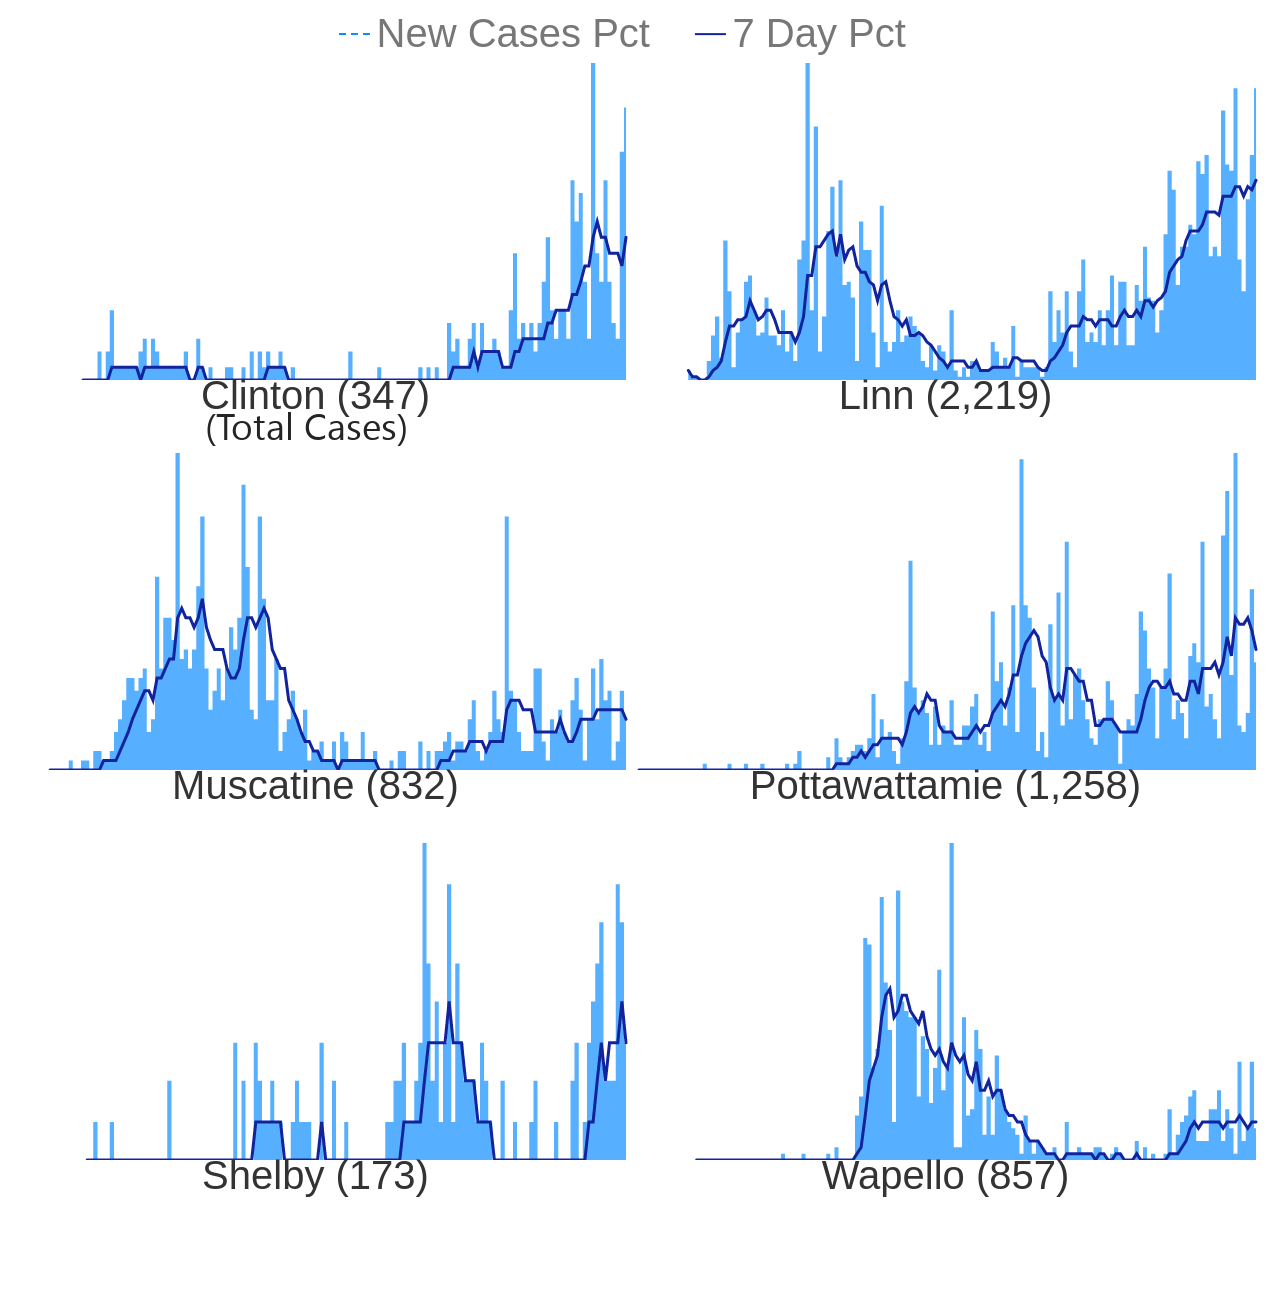 New Cases Pct 7 Day Pct
Clinton (347) Linn (2,219)
(Total Cases)
Muscatine (832) Pottawattamie (1,258)
Shelby (173) Wapello (857)